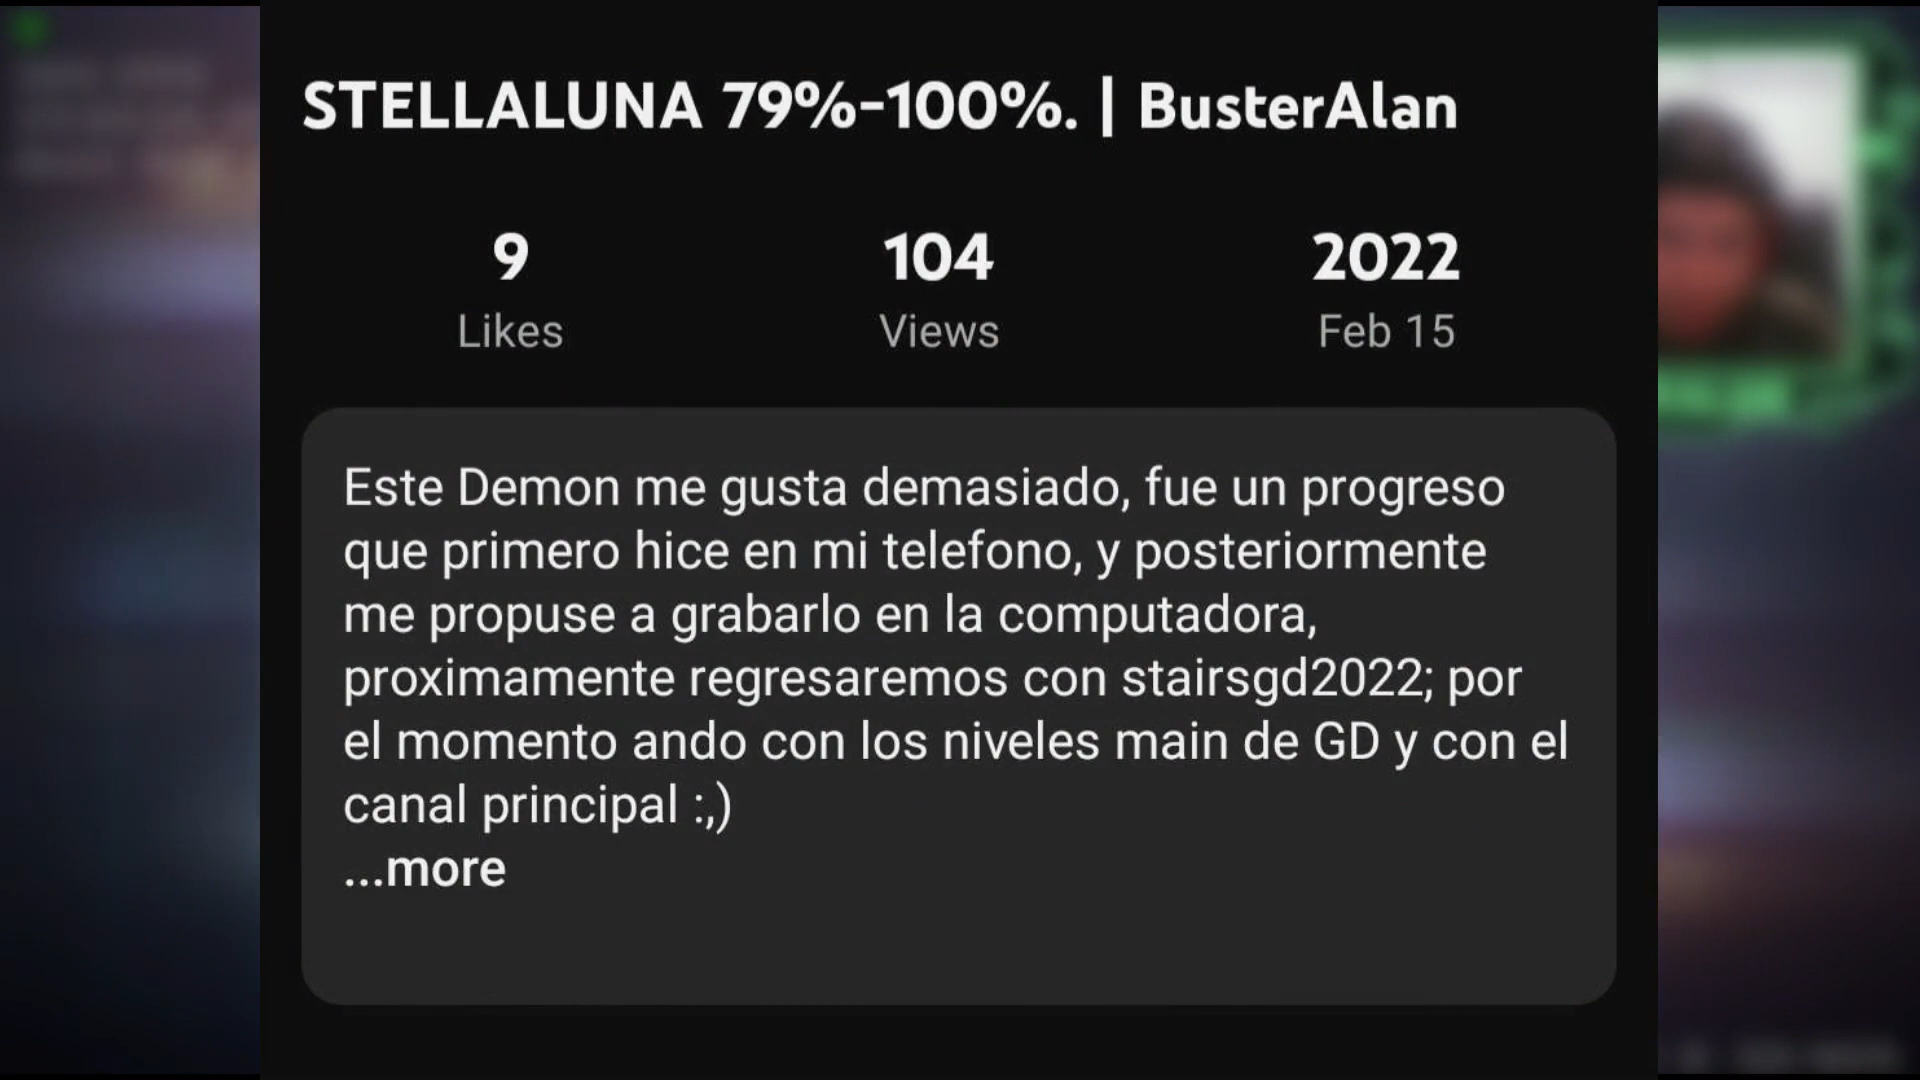 STELLALUNA 79%-100%. | BusterAlan
9 104 2022
Likes Views Feb 15
Este Demon me gusta demasiado, fue un progreso
que primero hice en mi telefono, y posteriormente
me propuse a grabarlo en la computadora,
proximamente regresaremos con stairsgd2022; por
el momento ando con los niveles main de GD y con el
canal principal :,)
...more